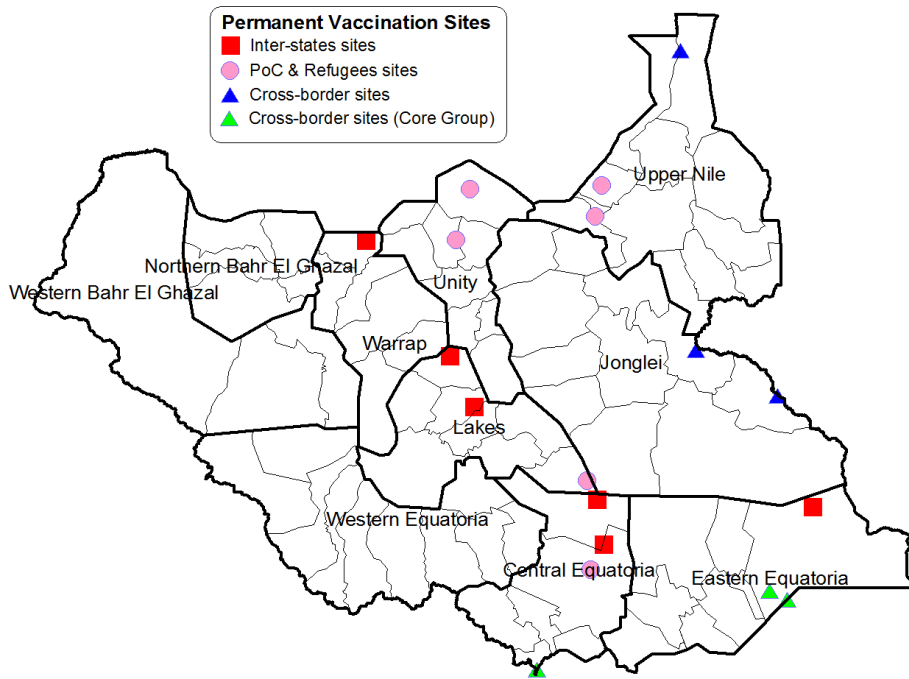 Permanent Vaccination Sites
Inter-states sites
PoC & Refugees sites
Cross-border sites
Cross-border sites (Core Group)
Upper Nile
Northern Bahr El Ghazal
Western Bahr El Ghazal
Unity
Warrap
Jonglei
Lakes
Western Equatoria
Central Equatoria
Eastern Equatoria